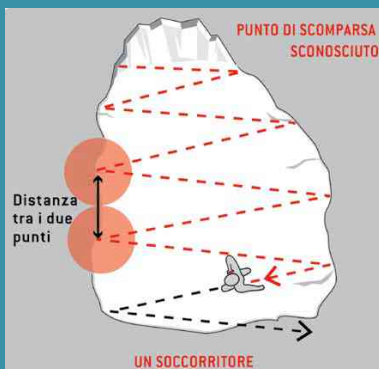 PUNTO DI SCOMPARSA
SCONOSCIUTO
Distanza
tra i due
punti
UN SOCCORRITORE